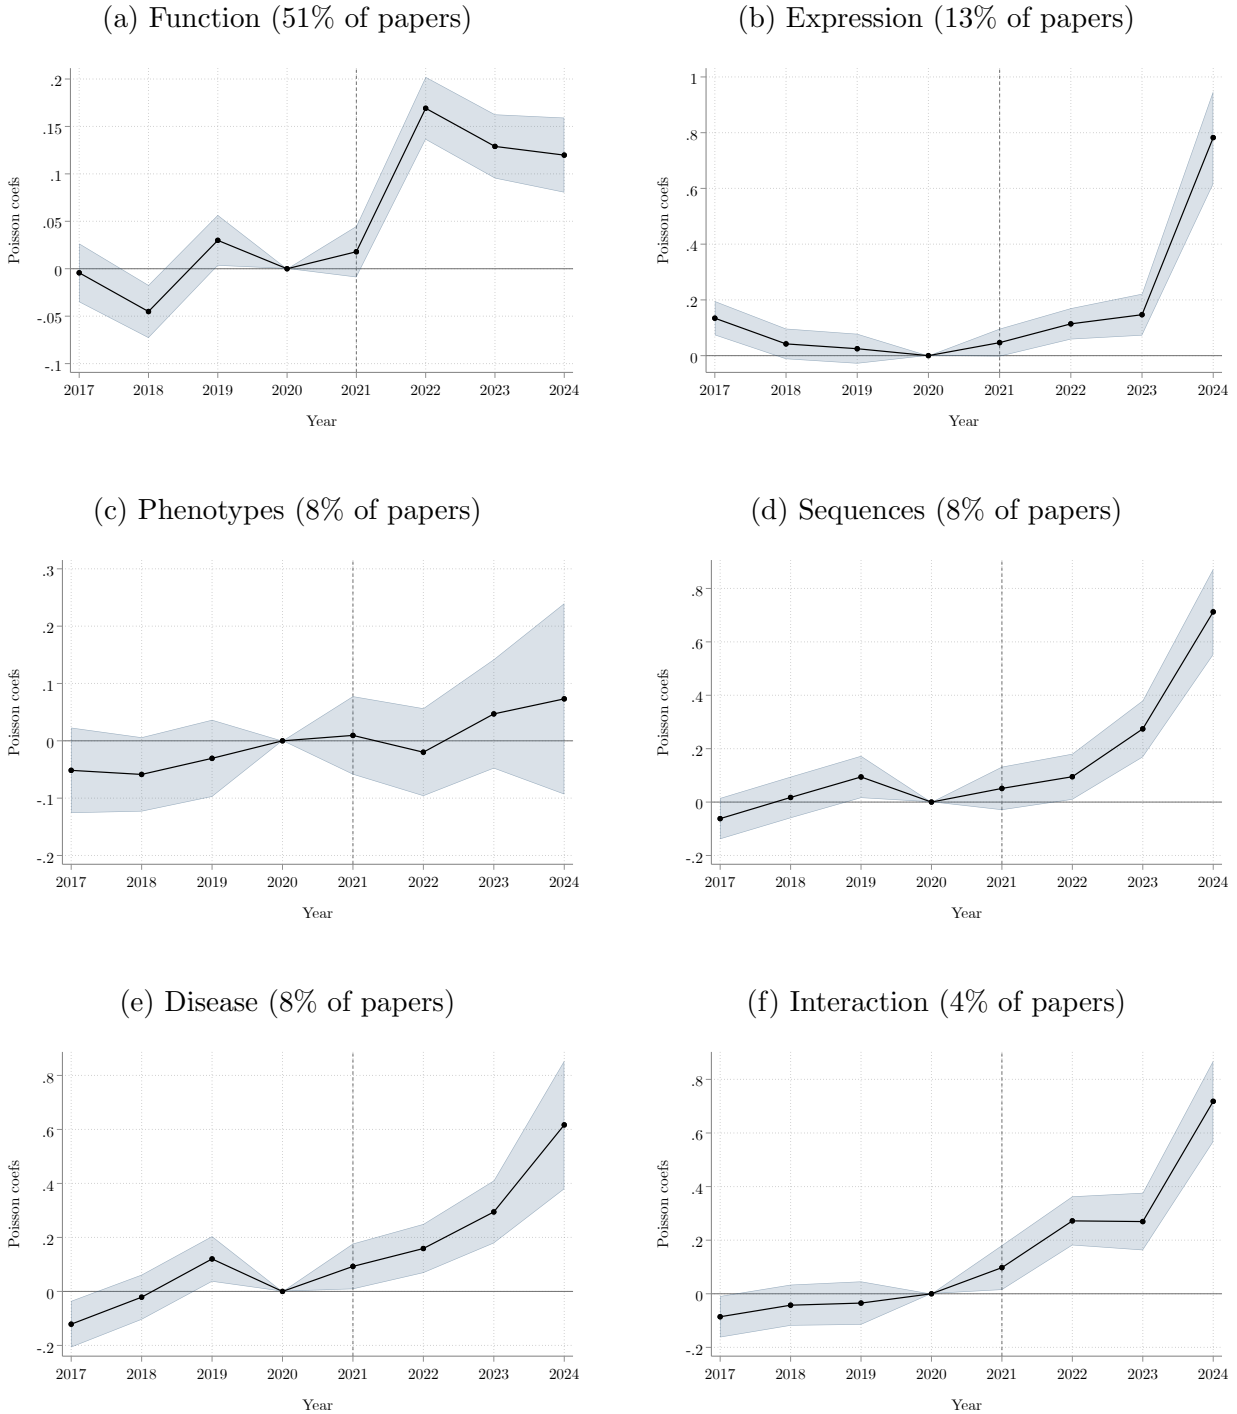 (a) Function (51% of papers)
.2
.15
.1
.05
0
-.05
-.1
Poisson coefs
2017 2018 2019 2020 2021 2022 2023 2024
Year
(b) Expression (13% of papers)
1
.8
.6
.4
.2
0
Poisson coefs
2017 2018 2019 2020 2021 2022 2023 2024
Year
(c) Phenotypes (8% of papers)
.3
.2
.1
0
-.1
-.2
Poisson coefs
2017 2018 2019 2020 2021 2022 2023 2024
Year
(d) Sequences (8% of papers)
.8
.6
.4
.2
0
-.2
Poisson coefs
2017 2018 2019 2020 2021 2022 2023 2024
Year
(e) Disease (8% of papers)
.8
.6
.4
.2
0
-.2
Poisson coefs
2017 2018 2019 2020 2021 2022 2023 2024
Year
(f) Interaction (4% of papers)
.8
.6
.4
.2
0
-.2
Poisson coefs
2017 2018 2019 2020 2021 2022 2023 2024
Year